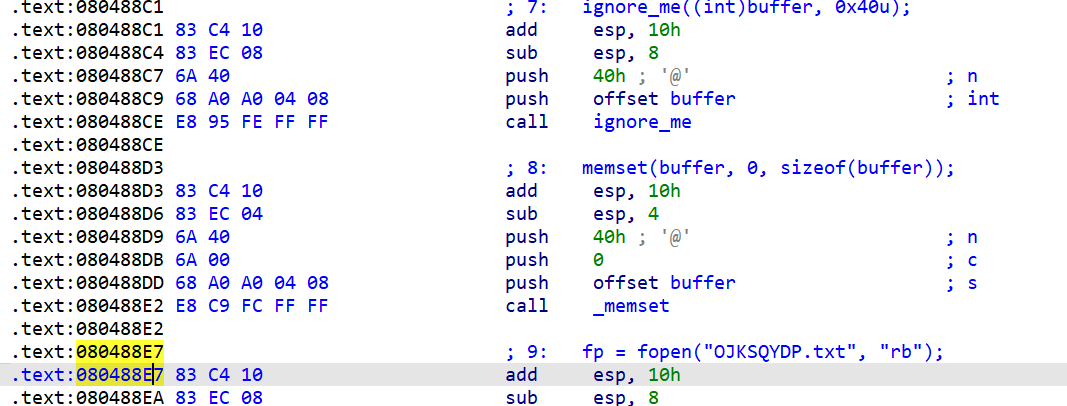 .text:080488C1 ; 7: ignore_me((int)buffer, 0x40u);
.text:080488C1 83 C4 10 add esp, 10h
.text:080488C4 83 EC 08 sub esp, 8
.text:080488C7 6A 40 push 40h ; '@' ; n
.text:080488C9 68 A0 A0 04 08 push offset buffer ; int
.text:080488CE E8 95 FE FF FF call ignore_me
.text:080488CE
.text:080488D3 ; 8: memset(buffer, 0, sizeof(buffer));
.text:080488D3 83 C4 10 add esp, 10h
.text:080488D6 83 EC 04 sub esp, 4
.text:080488D9 6A 40 push 40h ; '@' ; n
.text:080488DB 6A 00 push 0 ; c
.text:080488DD 68 A0 A0 04 08 push offset buffer ; s
.text:080488E2 E8 C9 FC FF FF call _memset
.text:080488E2
.text:080488E7 ; 9: fp = fopen("OJKSQYDP.txt", "rb");
.text:080488E7 83 C4 10 add esp, 10h
.text:080488EA 83 EC 08 sub esp, 8